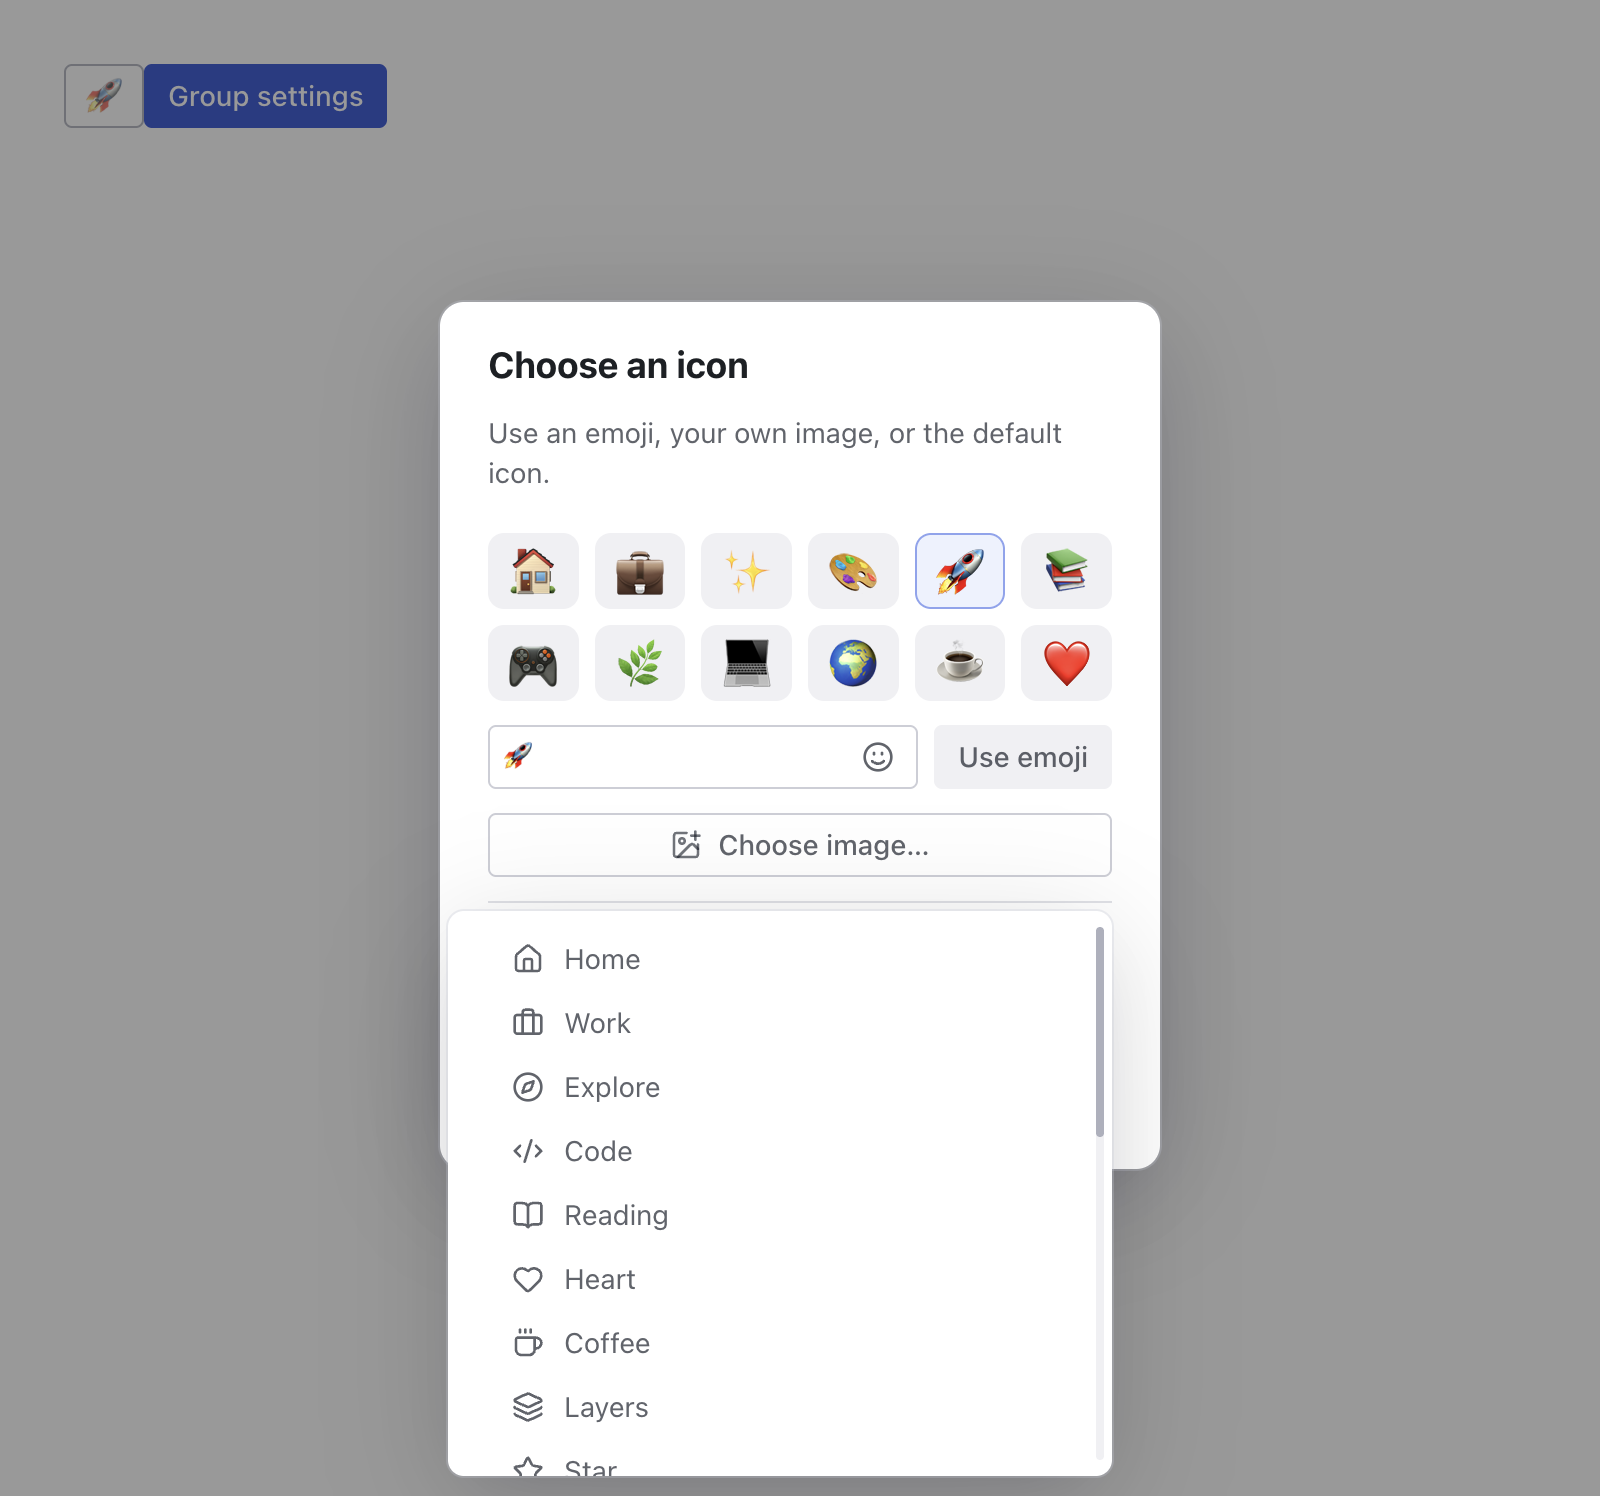 Group settings
Choose an icon
Use an emoji, your own image, or the default
icon.
Use emoji
Choose image...
Home
Work
Explore
Code
Reading
Heart
Coffee
Layers
Star